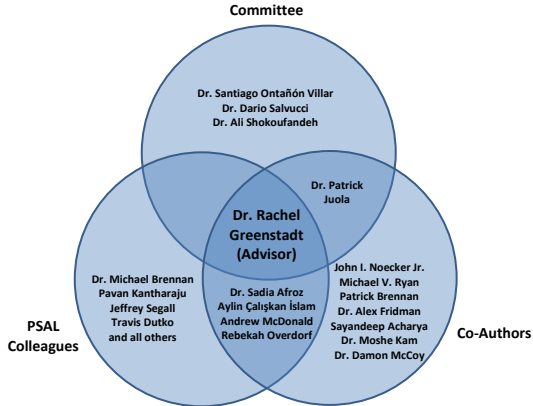 Committee
Dr. Santiago Ontañón Villar
Dr. Dario Salvucci
Dr. Ali Shokoufandeh
Dr. Patrick
Juola
Dr. Rachel
Greenstadt
(Advisor)
Dr. Michael Brennan
Pavan Kantharaju
Jeffrey Segall
Travis Dutko
and all others
Dr. Sadia Afroz
Aylin Çalışkan İslam
Andrew McDonald
Rebekah Overdorf
John I. Noecker Jr.
Michael V. Ryan
Patrick Brennan
Dr. Alex Fridman
Sayandeep Acharya
Dr. Moshe Kam
Dr. Damon McCoy
PSAL
Colleagues
Co-Authors